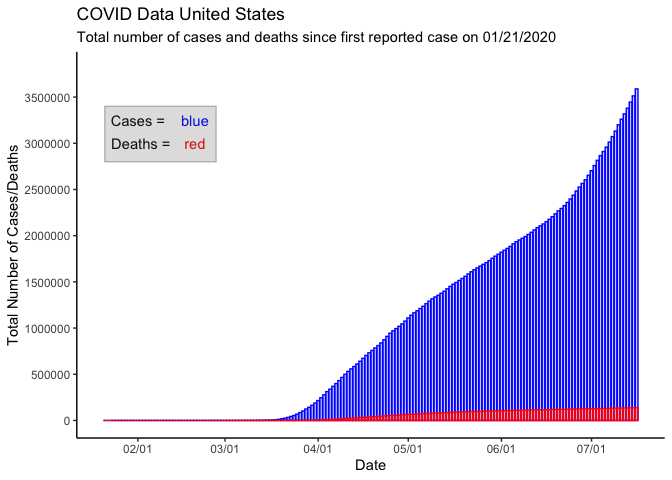 COVID Data United States
Total number of cases and deaths since first reported case on 01/21/2020
Total Number of Cases/Deaths
3500000
3000000
2500000
2000000
1500000
1000000
500000
0
Cases = blue
Deaths = red
02/01 03/01 04/01 05/01 06/01 07/01
Date